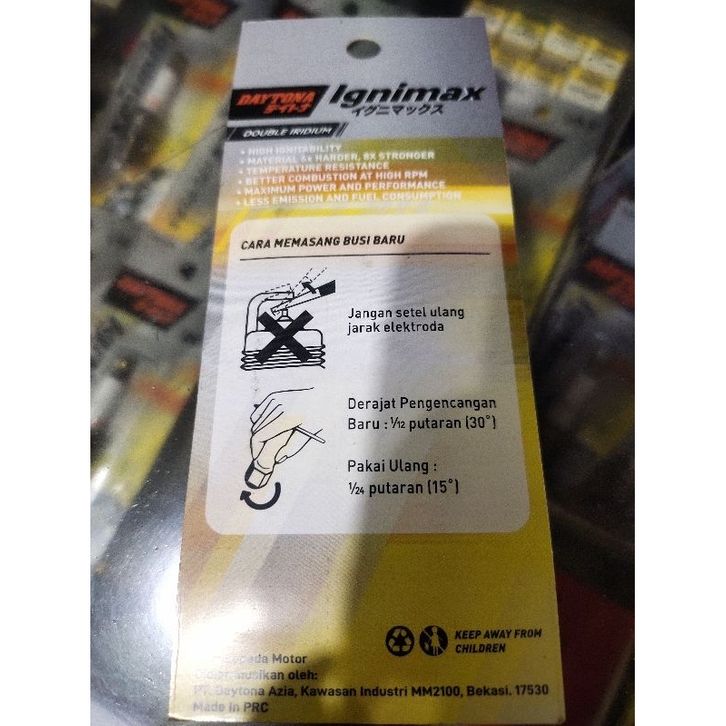 DAYTONA Ignimax
デイトナ イグニマックス
DOUBLE IRIDIUM
• HIGH IGNITABILITY
• MATERIAL 6x HARDER, 8X STRONGER
• TEMPERATURE RESISTANCE
• BETTER COMBUSTION AT HIGH RPM
• MAXIMUM POWER AND PERFORMANCE
• LESS EMISSION AND FUEL CONSUMPTION
CARA MEMASANG BUSI BARU
Jangan setel ulang
jarak elektroda
Derajat Pengencangan
Baru : 1/12 putaran (30°)
Pakai Ulang :
1/24 putaran (15°)
KEEP AWAY FROM
CHILDREN
Motor
oleh:
PT. Daytona Azia, Kawasan Industri MM2100, Bekasi. 17530
Made in PRC